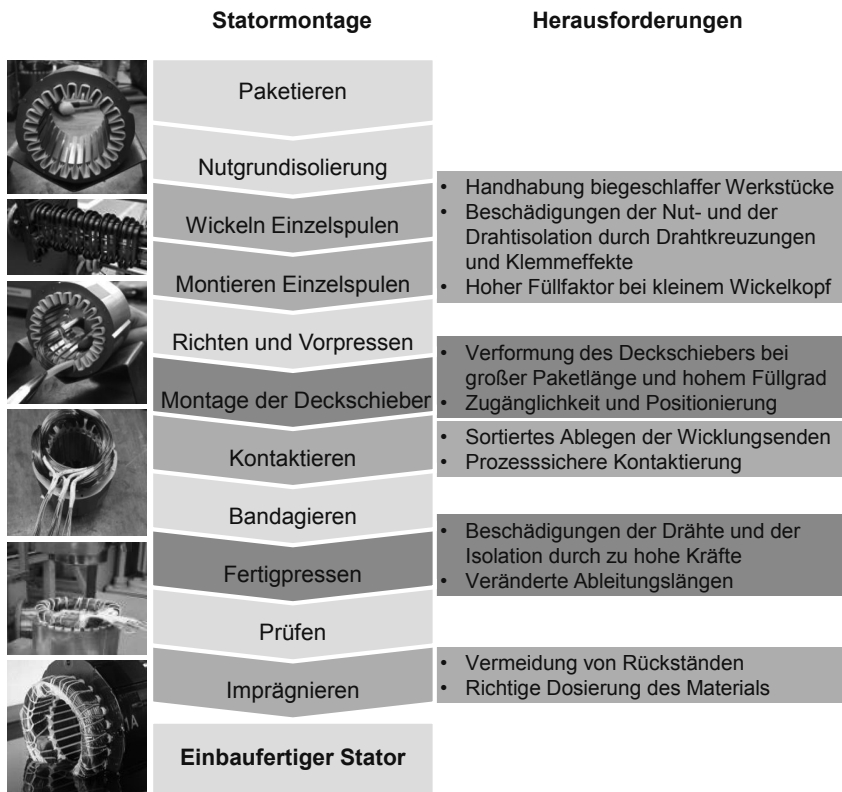 Statormontage
Herausforderungen
Paketieren
Nutgrundisolierung
Wickeln Einzelspulen
Montieren Einzelspulen
• Handhabung biegeschlaffer Werkstücke
• Beschädigungen der Nut- und der
Drahtisolation durch Drahtkreuzungen
und Klemmeffekte
• Hoher Füllfaktor bei kleinem Wickelkopf
Richten und Vorpressen
Montage der Deckschieber
• Verformung des Deckschiebers bei
großer Paketlänge und hohem Füllgrad
• Zugänglichkeit und Positionierung
Kontaktieren
• Sortiertes Ablegen der Wicklungsenden
• Prozesssichere Kontaktierung
Bandagieren
Fertigpressen
• Beschädigungen der Drähte und der
Isolation durch zu hohe Kräfte
• Veränderte Ableitungslängen
Prüfen
Imprägnieren
• Vermeidung von Rückständen
• Richtige Dosierung des Materials
Einbaufertiger Stator